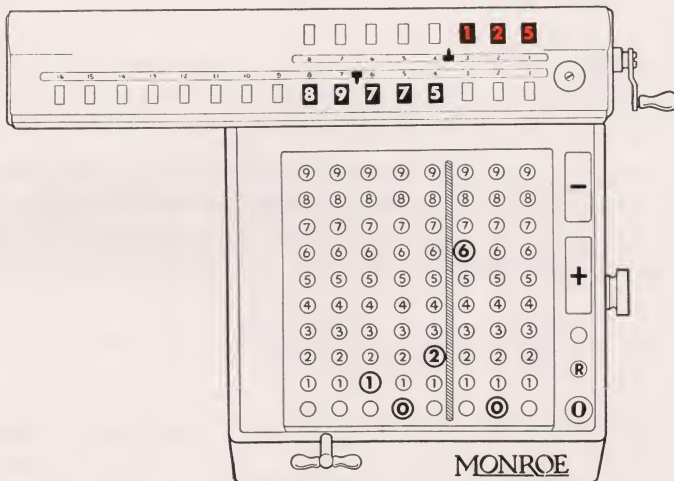 1 2 5
8 7 6 5 4 3 2 1
16 15 14 13 12 11 10 9 8 7 6 5 4 3 2 1
8 9 7 7 5
9 9 9 9 9 9 9 9
8 8 8 8 8 8 8 8 −
7 7 7 7 7 7 7 7
6 6 6 6 6 6 6 6
5 5 5 5 5 5 5 5 +
4 4 4 4 4 4 4 4
3 3 3 3 3 3 3 3
2 2 2 2 2 2 2 2 R
1 1 1 1 1 1 1 1
0 0 0
MONROE